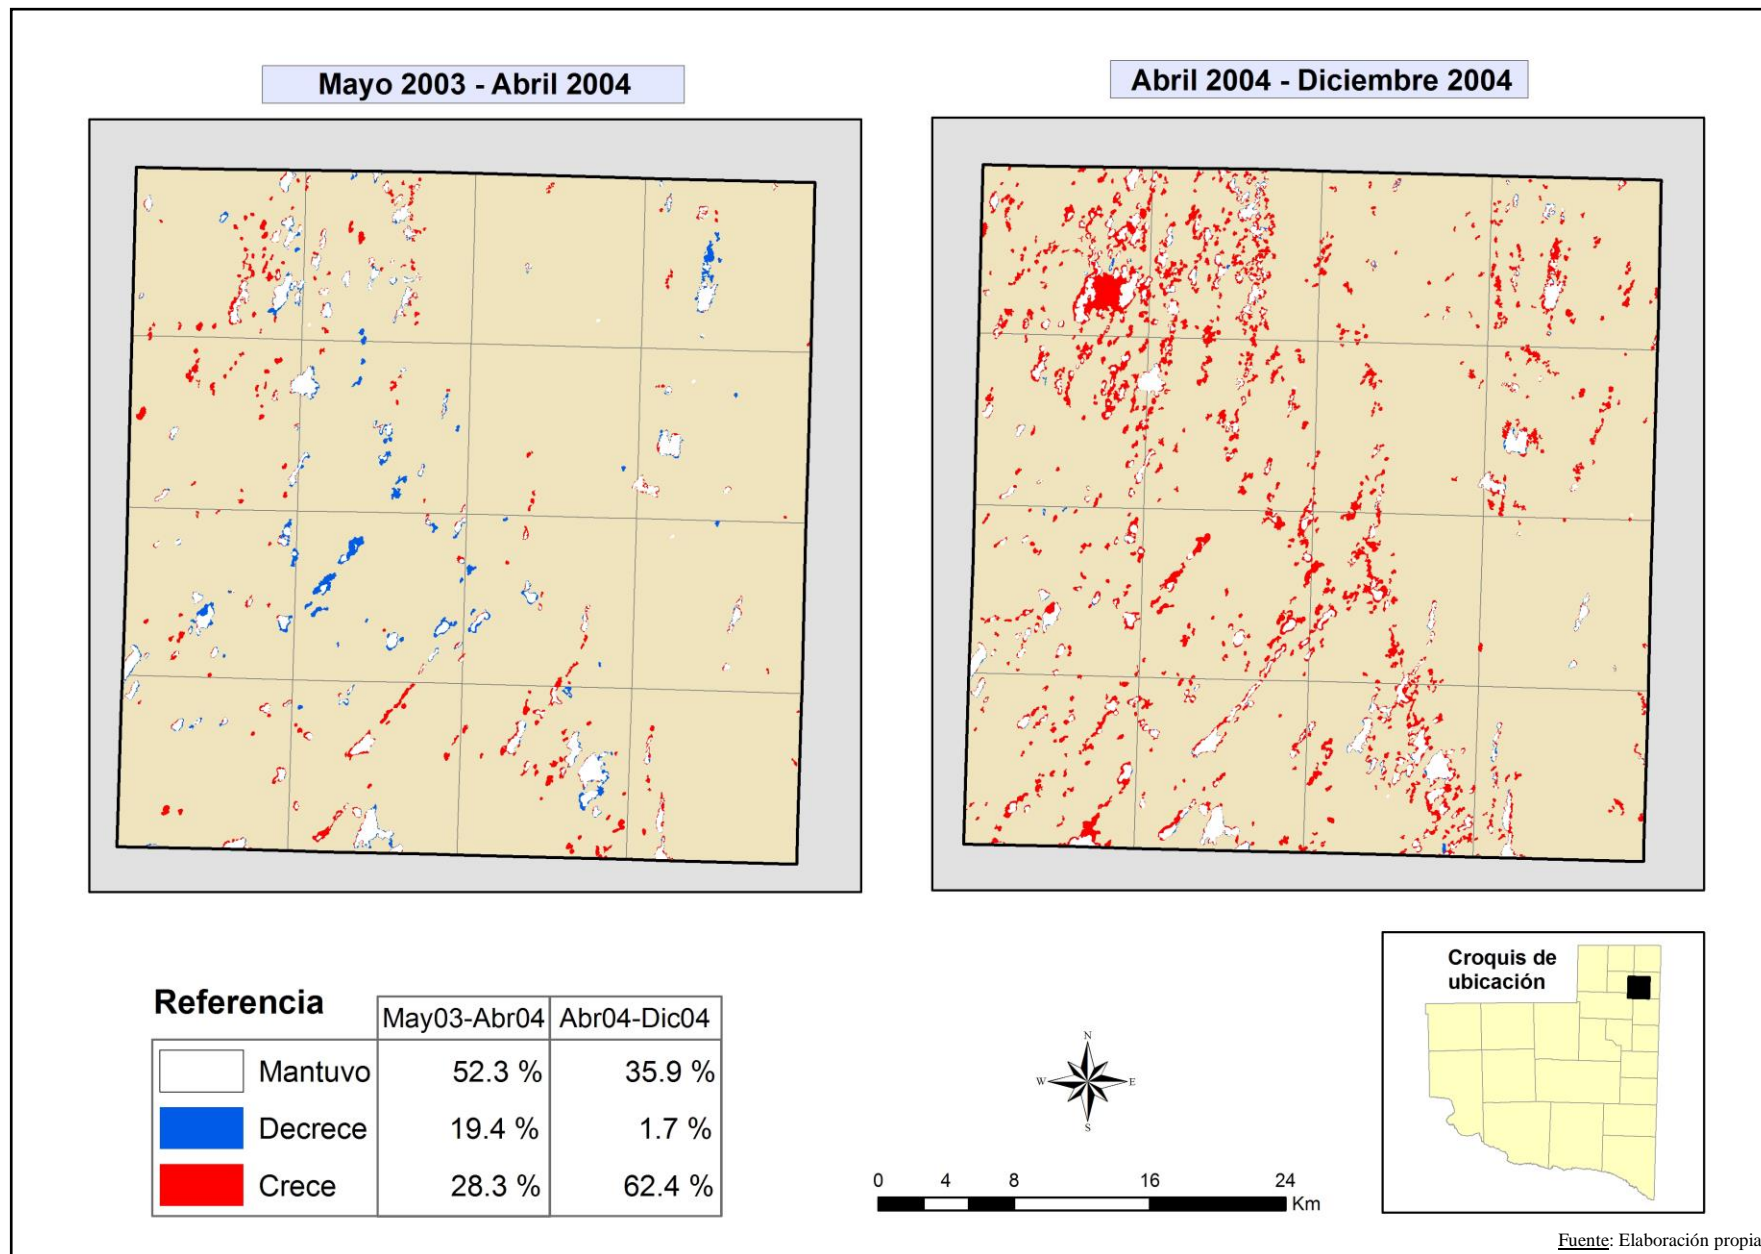 Mayo 2003 - Abril 2004
Abril 2004 - Diciembre 2004
Referencia
May03-Abr04 Abr04-Dic04
Mantuvo 52.3 % 35.9 %
Decrece 19.4 % 1.7 %
Crece 28.3 % 62.4 %
N
W E
S
0 4 8 16 24
Km
Croquis de
ubicación
Fuente: Elaboración propia